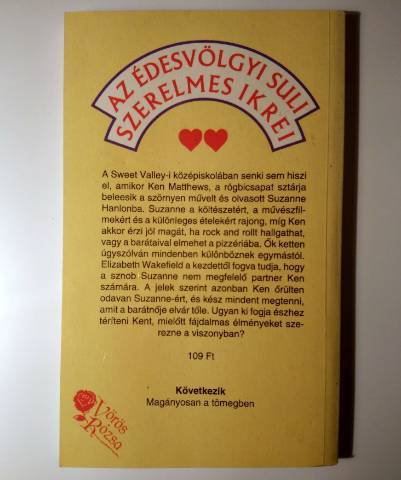 AZ ÉDESVÖLGYI SULI
SZERELMES IKREI
A Sweet Valley-i középiskolában senki sem hiszi
el, amikor Ken Matthews, a rögbicsapat sztárja
beleesik a szörnyen művelt és olvasott Suzanne
Hanlonba. Suzanne a költészetért, a művészfil-
mekért és a különleges ételekért rajong, míg Ken
akkor érzi jól magát, ha rock and rollt hallgathat,
vagy a barátaival elmehet a pizzériába. Ők ketten
úgyszólván mindenben különböznek egymástól.
Elizabeth Wakefield a kezdettől fogva tudja, hogy
a sznob Suzanne nem megfelelő partner Ken
számára. A jelek szerint azonban Ken őrülten
odavan Suzanne-ért, és kész mindent megtenni,
amit a barátnője elvár tőle. Ugyan ki fogja észhez
téríteni Kent, mielőtt fájdalmas élményeket sze-
rezne a viszonyban?
109 Ft
Következik
Magányosan a tömegben
Vörös
Rózsa